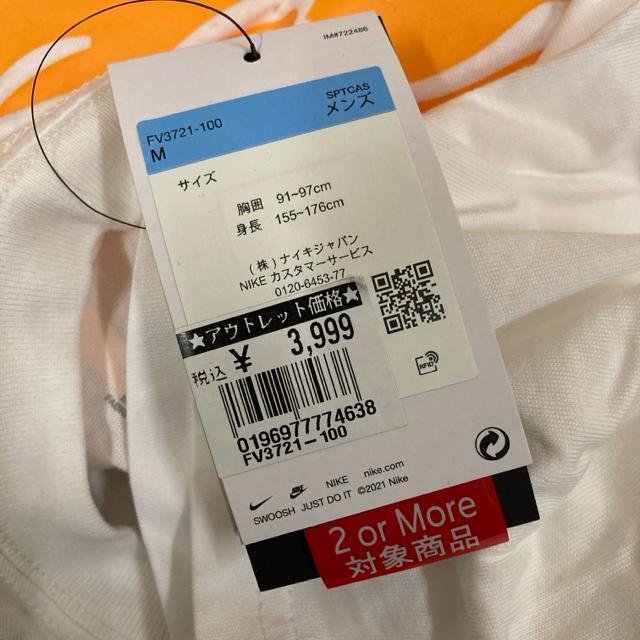 IM#722486
SPTCAS
メンズ
FV3721-100
M
サイズ
胸囲 91~97cm
身長 155~176cm
(株)ナイキジャパン
NIKE カスタマーサービス
0120-6453-77
★アウトレット価格★
税込 ¥ 3,999
0196977774638
FV3721-100
RFID
NIKE nike.com
SWOOSH JUST DO IT ©2021 Nike
2 or More
対象商品